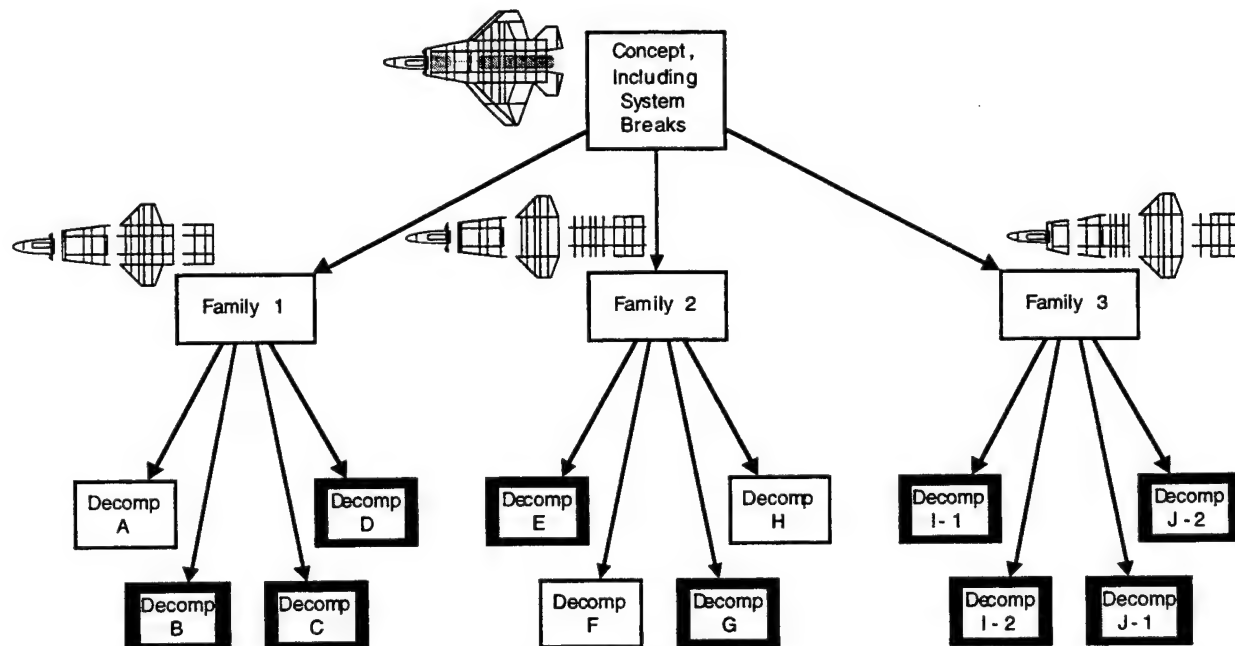 Concept,
Including
System
Breaks
Family 1
Family 2
Family 3
Decomp
A
Decomp
D
Decomp
E
Decomp
H
Decomp
I-1
Decomp
J-2
Decomp
B
Decomp
C
Decomp
F
Decomp
G
Decomp
I-2
Decomp
J-1